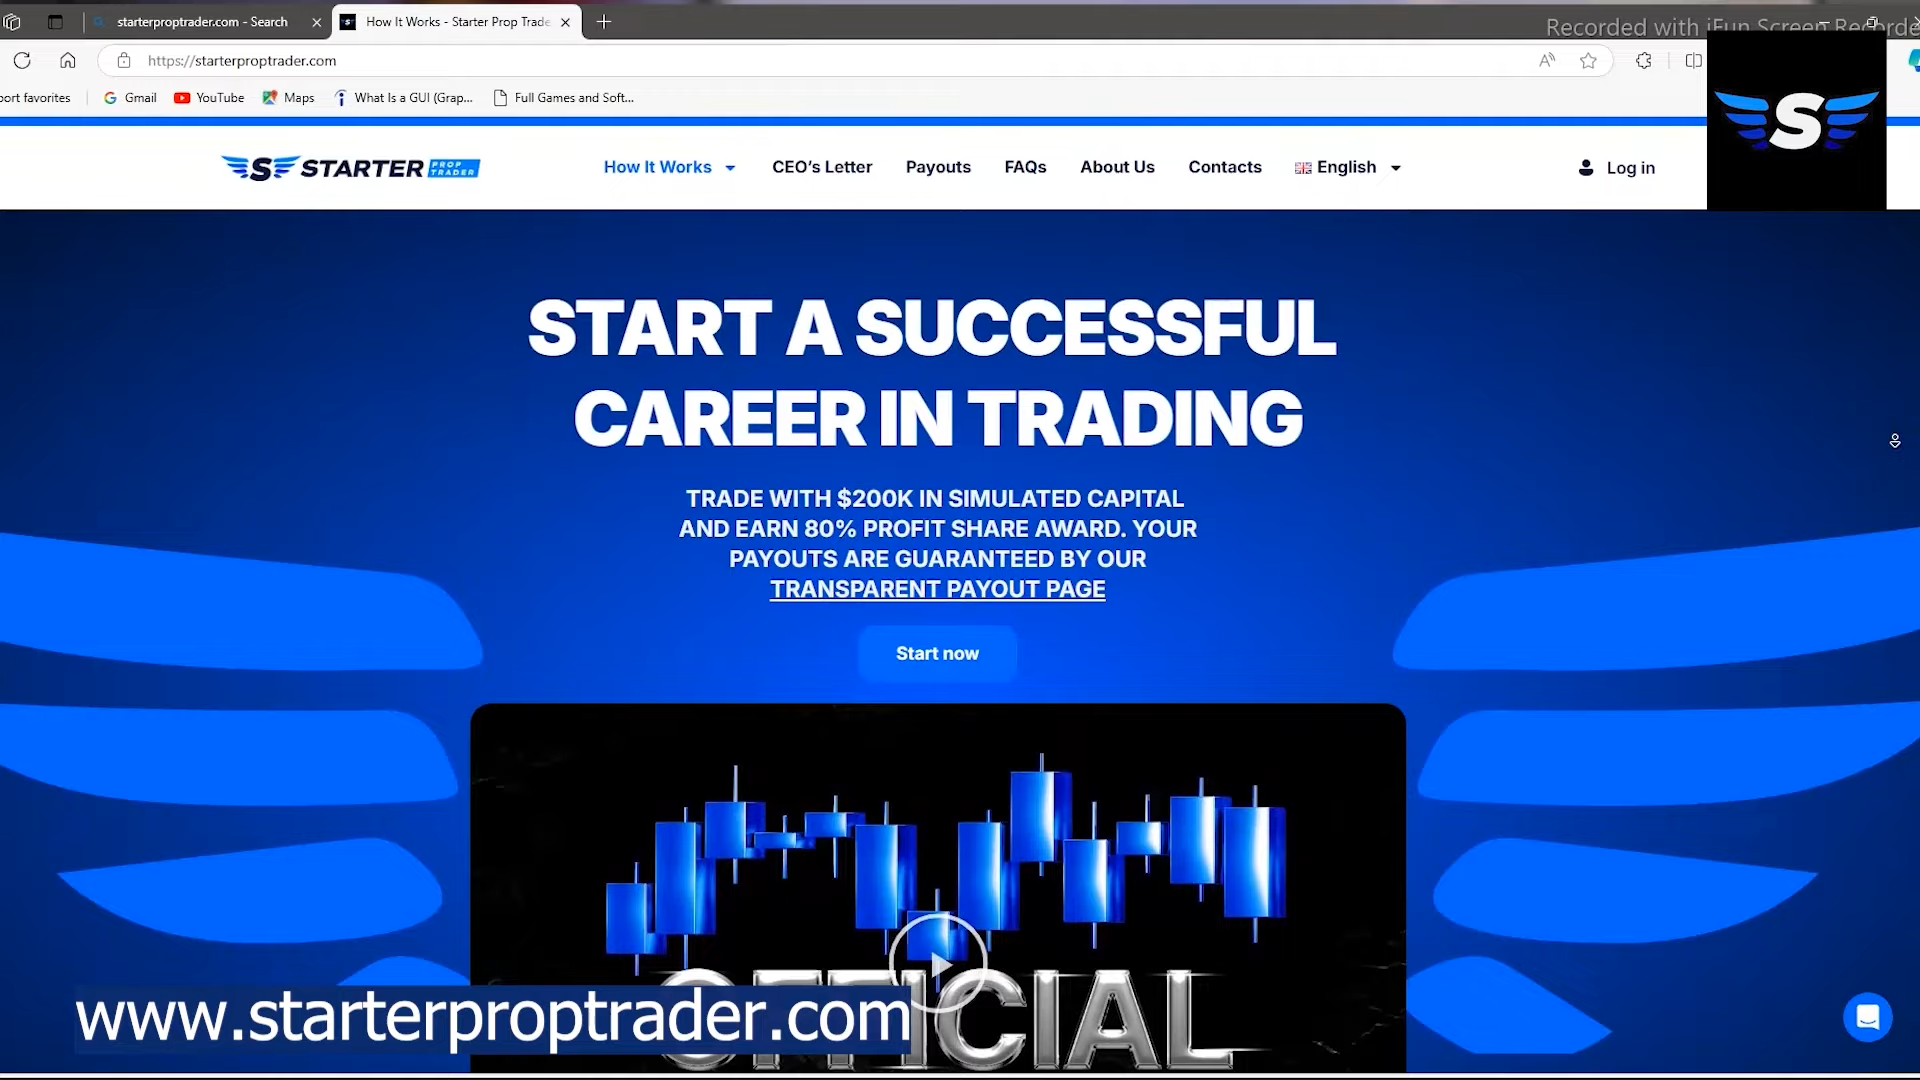 starterproptrader.com - Search
How It Works - Starter Prop Trade
Recorded with iFun Screen Recorde
https://starterproptrader.com
port favorites
Gmail
YouTube
Maps
What Is a GUI (Grap...
Full Games and Soft...
S STARTER PROP TRADER
How It Works
CEO's Letter
Payouts
FAQs
About Us
Contacts
English
Log in
S
START A SUCCESSFUL
CAREER IN TRADING
TRADE WITH $200K IN SIMULATED CAPITAL
AND EARN 80% PROFIT SHARE AWARD. YOUR
PAYOUTS ARE GUARANTEED BY OUR
TRANSPARENT PAYOUT PAGE
Start now
OFFICIAL
www.starterproptrader.com